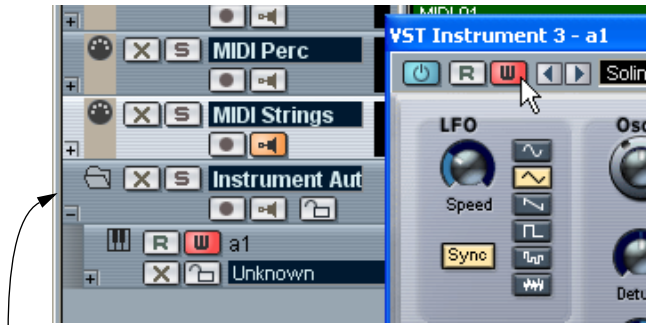 MIDI 01
VST Instrument 3 - a1
X S MIDI Perc
R W Solin
X S MIDI Strings
LFO
Osc
X S Instrument Aut
Speed
R W a1
Sync
X Unknown
Detu